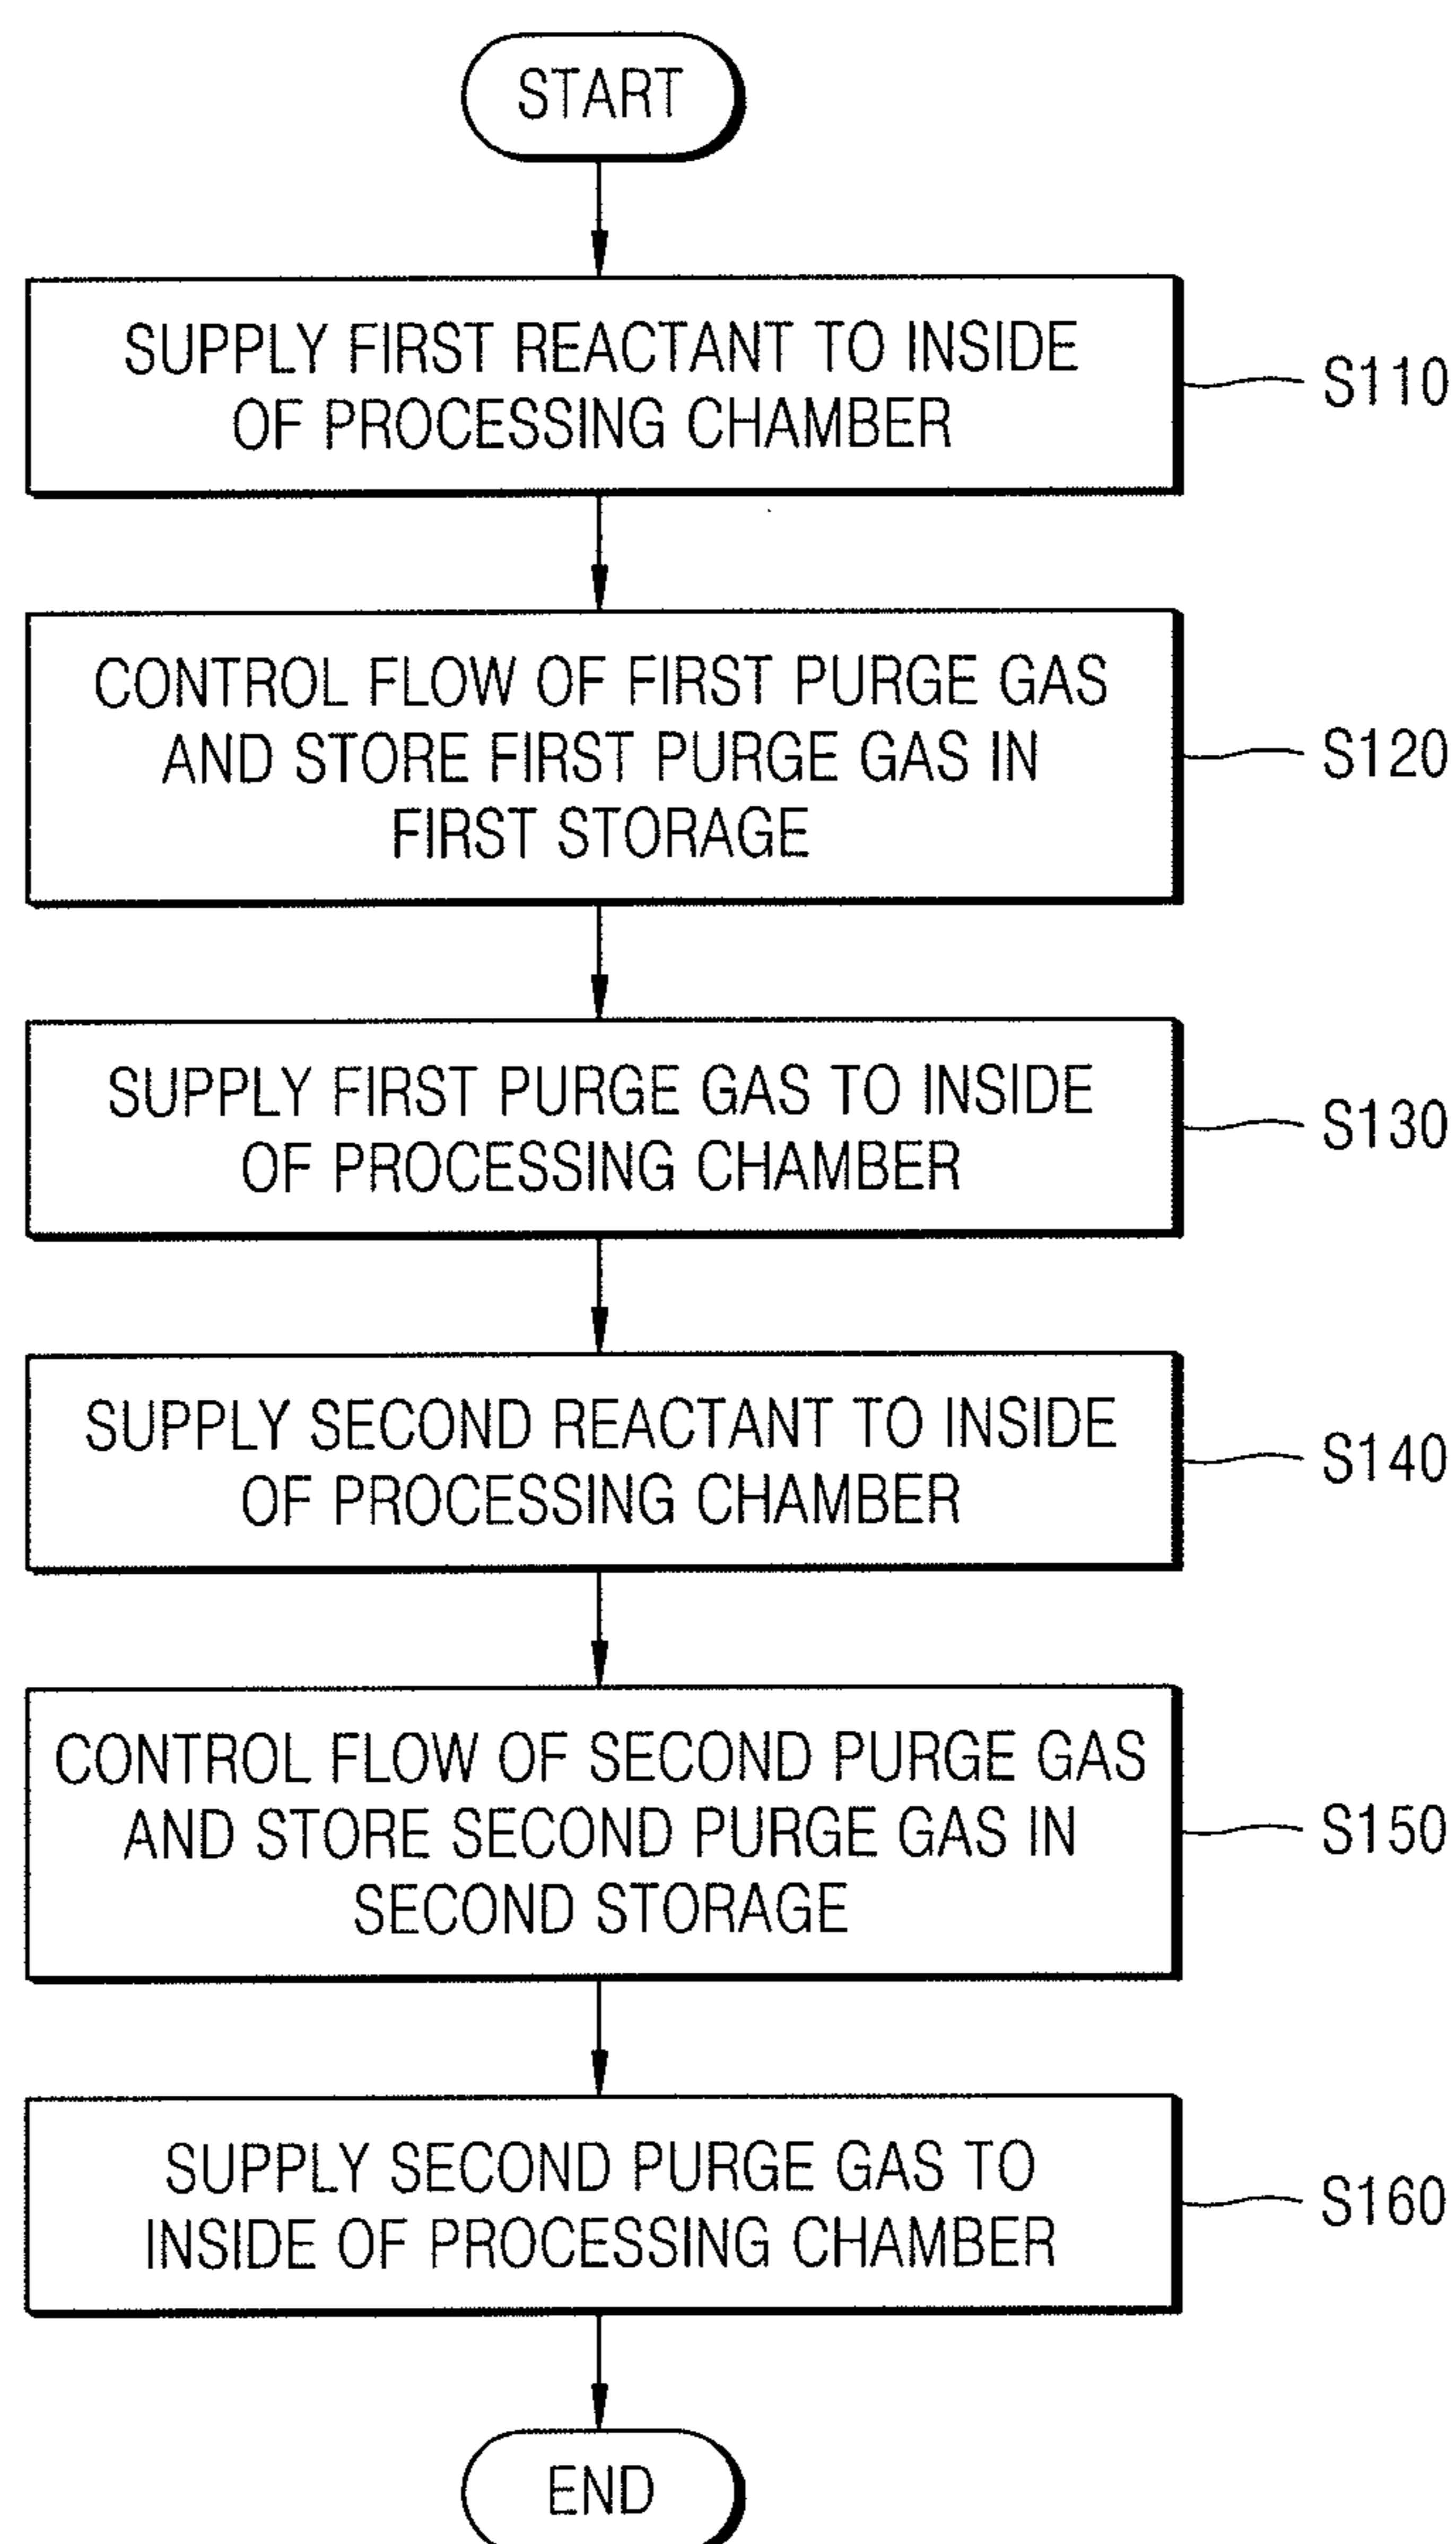 START
SUPPLY FIRST REACTANT TO INSIDE
OF PROCESSING CHAMBER
S110
CONTROL FLOW OF FIRST PURGE GAS
AND STORE FIRST PURGE GAS IN
FIRST STORAGE
S120
SUPPLY FIRST PURGE GAS TO INSIDE
OF PROCESSING CHAMBER
S130
SUPPLY SECOND REACTANT TO INSIDE
OF PROCESSING CHAMBER
S140
CONTROL FLOW OF SECOND PURGE GAS
AND STORE SECOND PURGE GAS IN
SECOND STORAGE
S150
SUPPLY SECOND PURGE GAS TO
INSIDE OF PROCESSING CHAMBER
S160
END